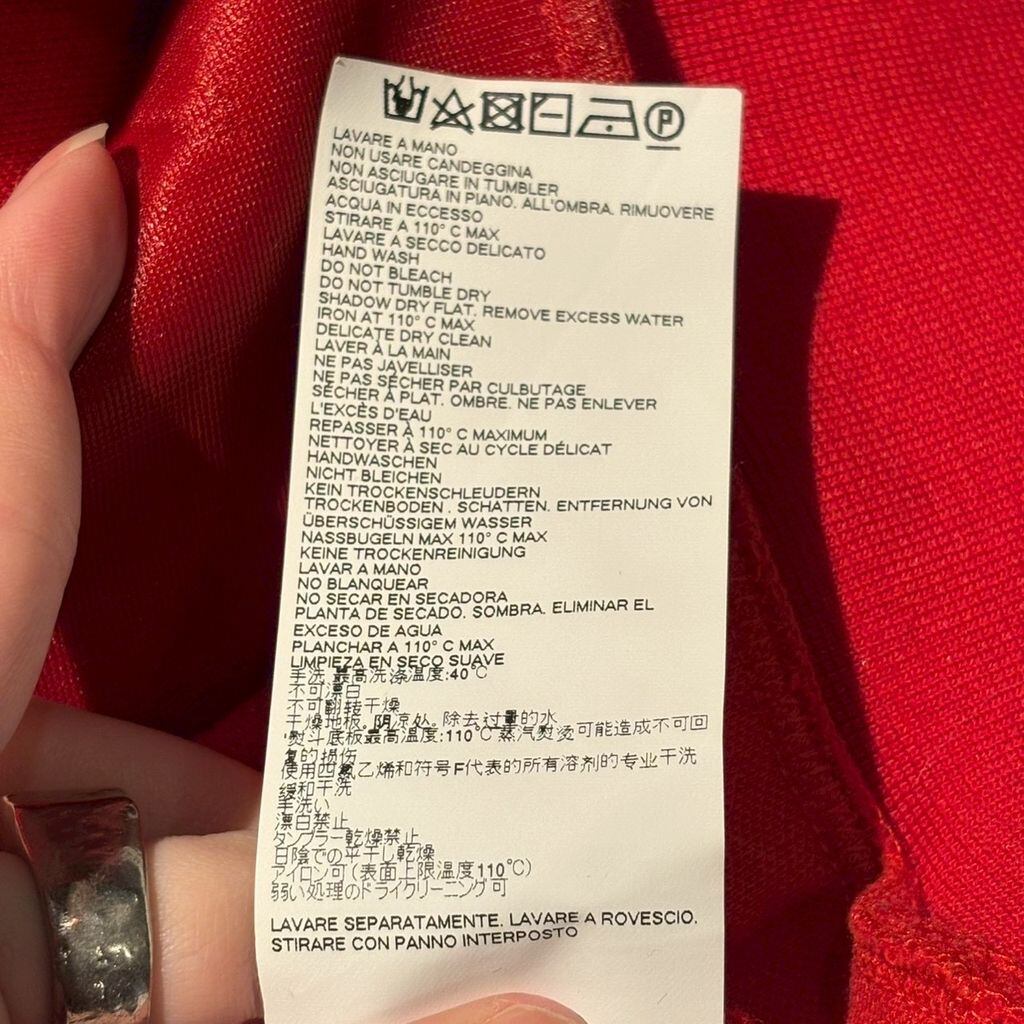 P
LAVARE A MANO
NON USARE CANDEGGINA
NON ASCIUGARE IN TUMBLER
ASCIUGATURA IN PIANO. ALL'OMBRA. RIMUOVERE
ACQUA IN ECCESSO
STIRARE A 110° C MAX
LAVARE A SECCO DELICATO
HAND WASH
DO NOT BLEACH
DO NOT TUMBLE DRY
SHADOW DRY FLAT. REMOVE EXCESS WATER
IRON AT 110° C MAX
DELICATE DRY CLEAN
LAVER À LA MAIN
NE PAS JAVELLISER
NE PAS SÉCHER PAR CULBUTAGE
SÉCHER À PLAT. OMBRE. NE PAS ENLEVER
L'EXCÈS D'EAU
REPASSER À 110° C MAXIMUM
NETTOYER À SEC AU CYCLE DÉLICAT
HANDWASCHEN
NICHT BLEICHEN
KEIN TROCKENSCHLEUDERN
TROCKENBODEN . SCHATTEN. ENTFERNUNG VON
ÜBERSCHÜSSIGEM WASSER
NASSBUGELN MAX 110° C MAX
KEINE TROCKENREINIGUNG
LAVAR A MANO
NO BLANQUEAR
NO SECAR EN SECADORA
PLANTA DE SECADO. SOMBRA. ELIMINAR EL
EXCESO DE AGUA
PLANCHAR A 110° C MAX
LIMPIEZA EN SECO SUAVE
手洗 最高洗涤温度:40℃
不可漂白
不可翻转干燥
干燥地板。阴凉处。除去过量的水
熨斗底板最高温度:110℃ 蒸汽熨烫可能造成不可回
复的损伤
使用四氯乙烯和符号F代表的所有溶剂的专业干洗
缓和干洗
手洗い
漂白禁止
タンブラー乾燥禁止
日陰での平干し乾燥
アイロン可(表面上限温度110℃)
弱い処理のドライクリーニング可
LAVARE SEPARATAMENTE. LAVARE A ROVESCIO.
STIRARE CON PANNO INTERPOSTO